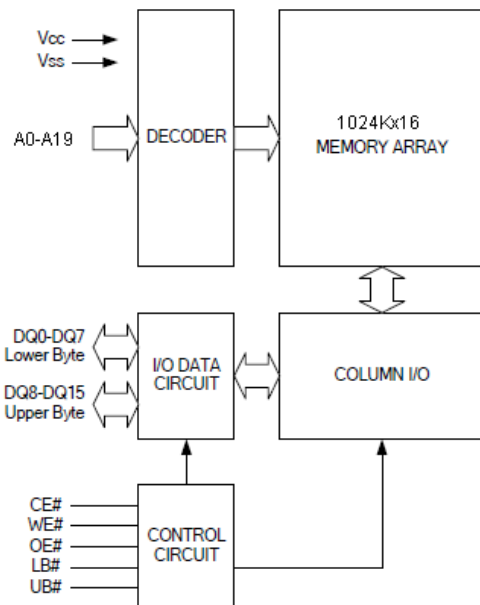 Vcc
Vss
A0-A19
DECODER
1024Kx16
MEMORY ARRAY
DQ0-DQ7
Lower Byte
DQ8-DQ15
Upper Byte
I/O DATA
CIRCUIT
COLUMN I/O
CE#
WE#
OE#
LB#
UB#
CONTROL
CIRCUIT